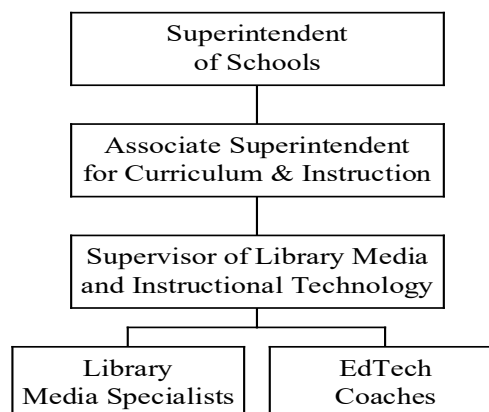 Superintendent
of Schools
Associate Superintendent
for Curriculum & Instruction
Supervisor of Library Media
and Instructional Technology
Library
Media Specialists
EdTech
Coaches